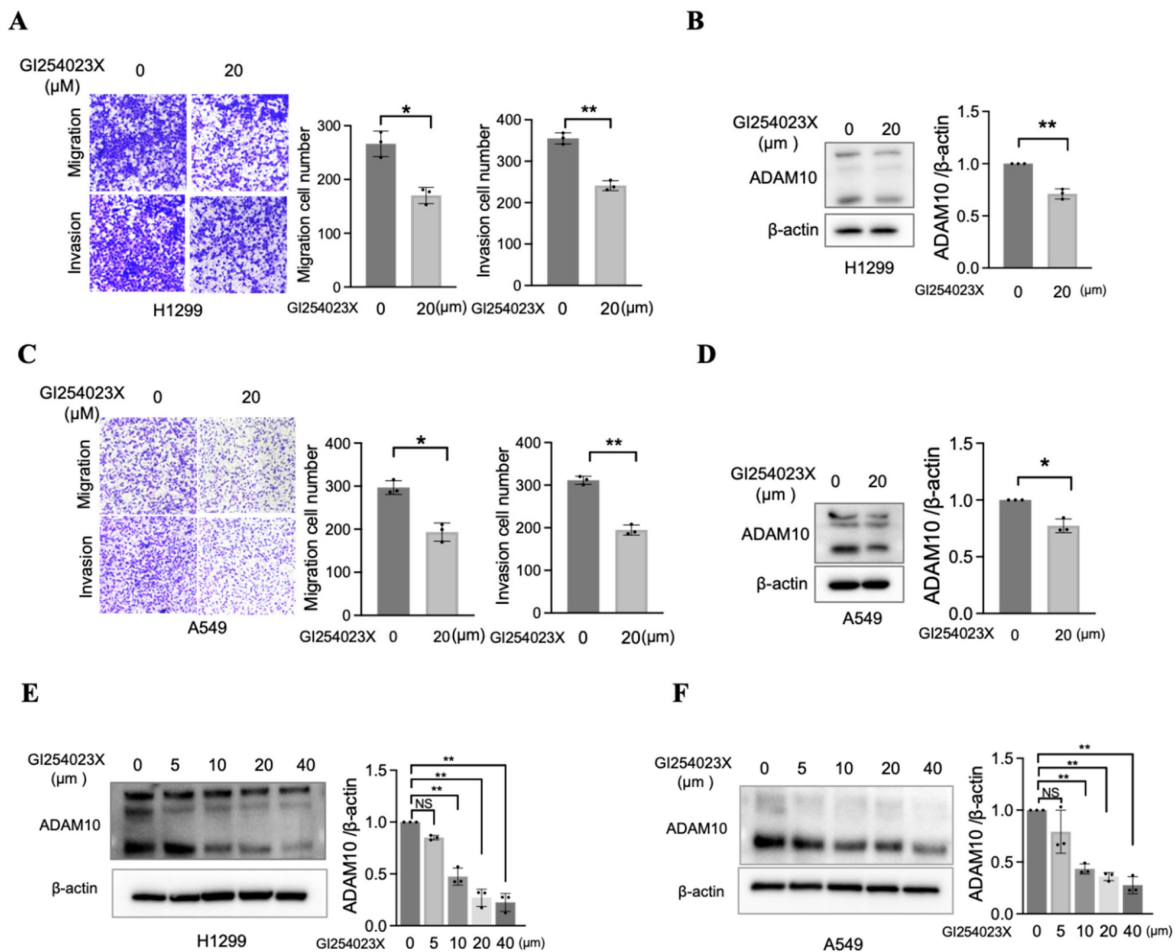 A
GI254023X
(μM)
0
20
Migration
Invasion
H1299
Migration cell number
300
200
100
0
*
GI254023X
0
20(μm)
Invasion cell number
400
300
200
100
0
**
GI254023X
0
20(μm)
B
GI254023X
(μm )
0
20
ADAM10
β-actin
H1299
ADAM10 /β-actin
1.5
1.0
0.5
0.0
**
GI254023X
0
20
(μm)
C
GI254023X
(μM)
0
20
Migration
Invasion
A549
Migration cell number
400
300
200
100
0
*
GI254023X
0
20(μm)
Invasion cell number
400
300
200
100
0
**
GI254023X
0
20(μm)
D
GI254023X
(μm )
0
20
ADAM10
β-actin
A549
ADAM10 /β-actin
1.5
1.0
0.5
0.0
*
GI254023X
0
20
(μm)
E
GI254023X
(μm )
0 5 10 20 40
ADAM10
β-actin
H1299
ADAM10 /β-actin
1.5
1.0
0.5
0.0
**
**
**
NS
GI254023X
0 5 10 20 40 (μm)
F
GI254023X
(μm )
0 5 10 20 40
ADAM10
β-actin
A549
ADAM10 /β-actin
1.5
1.0
0.5
0.0
**
**
**
NS
GI254023X
0 5 10 20 40 (μm)